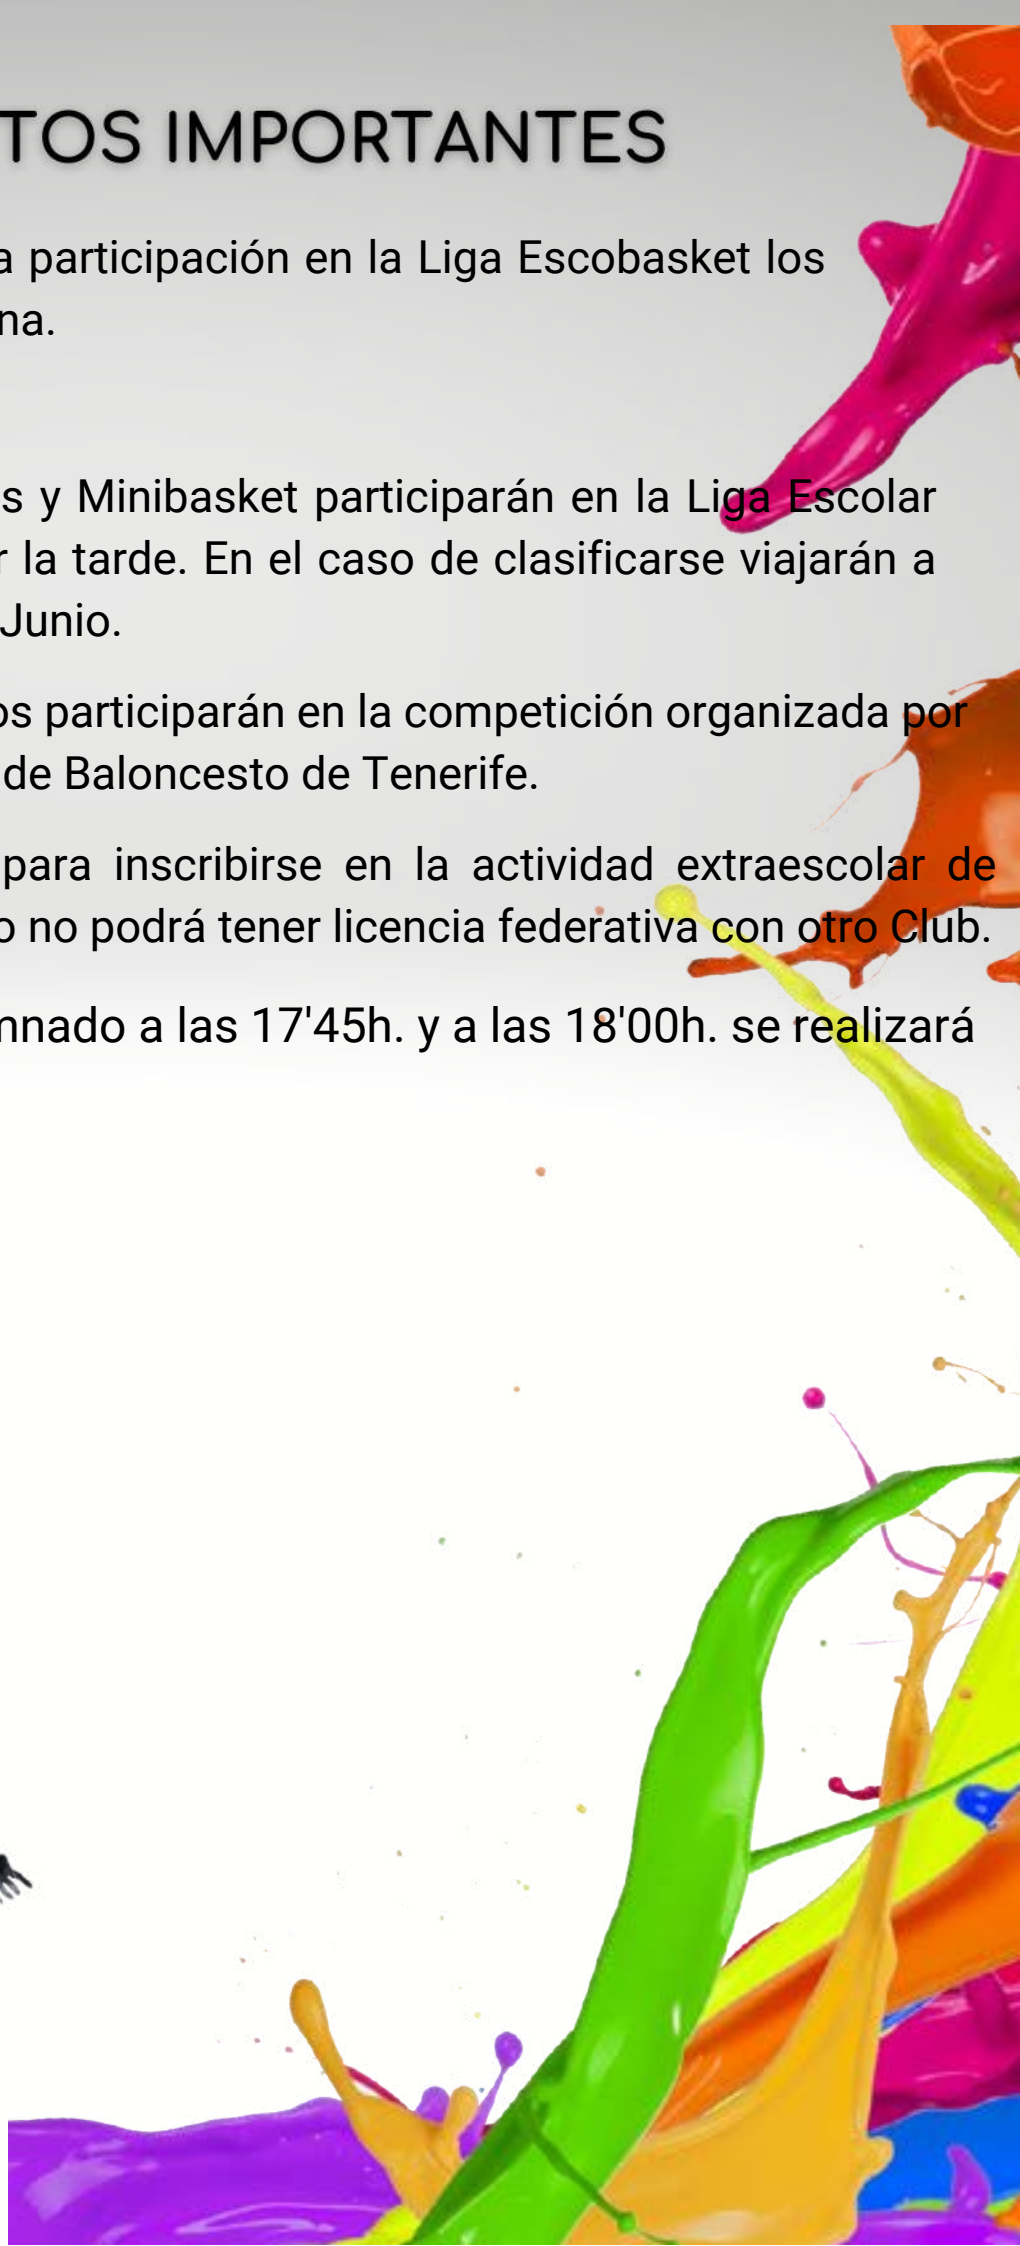 TOS IMPORTANTES
a participación en la Liga Escobasket los
na.
s y Minibasket participarán en la Liga Escolar
r la tarde. En el caso de clasificarse viajarán a
Junio.
os participarán en la competición organizada por
de Baloncesto de Tenerife.
para inscribirse en la actividad extraescolar de
o no podrá tener licencia federativa con otro Club.
mnado a las 17'45h. y a las 18'00h. se realizará